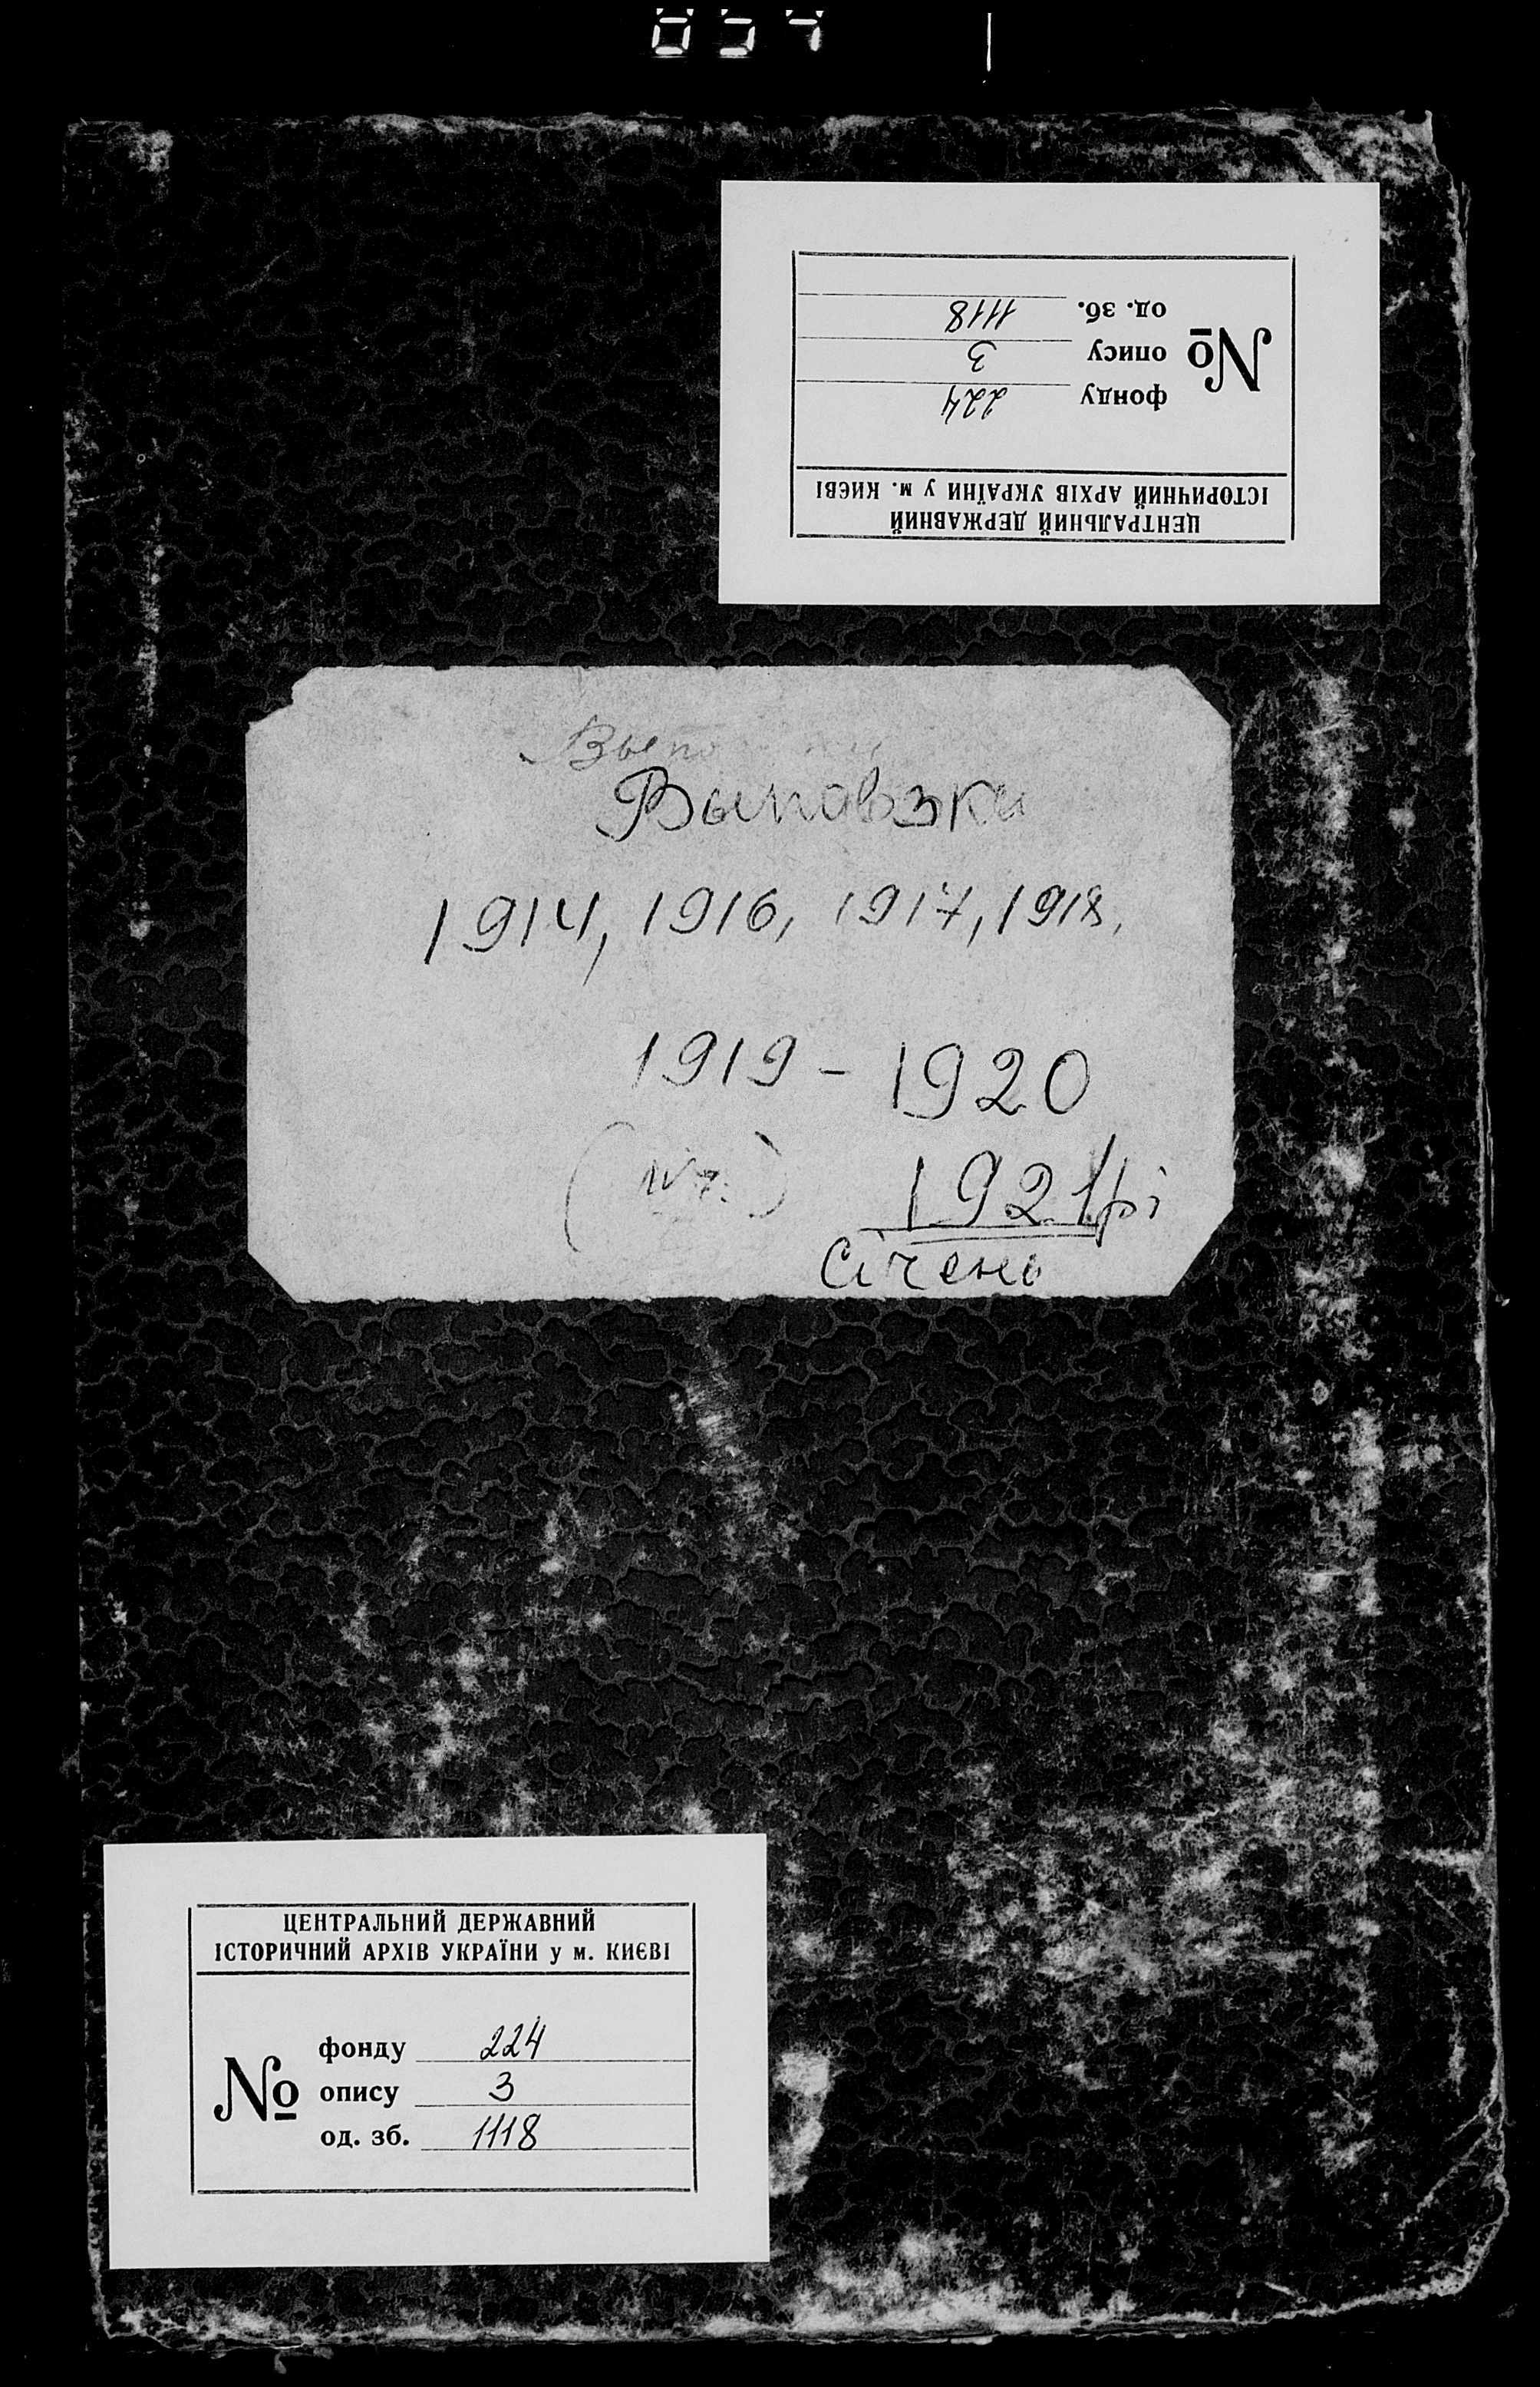 ЦЕНТРАЛЬНИЙ ДЕРЖАВНИЙ
ІСТОРИЧНИЙ АРХІВ УКРАЇНИ у м. КИЄВІ
№
фонду 224
опису 3
од. зб. 1118
Выповзки
1914, 1916, 1917, 1918,
1919 - 1920
1921 рі
Січень
ЦЕНТРАЛЬНИЙ ДЕРЖАВНИЙ
ІСТОРИЧНИЙ АРХІВ УКРАЇНИ у м. КИЄВІ
№
фонду 224
опису 3
од. зб. 1118